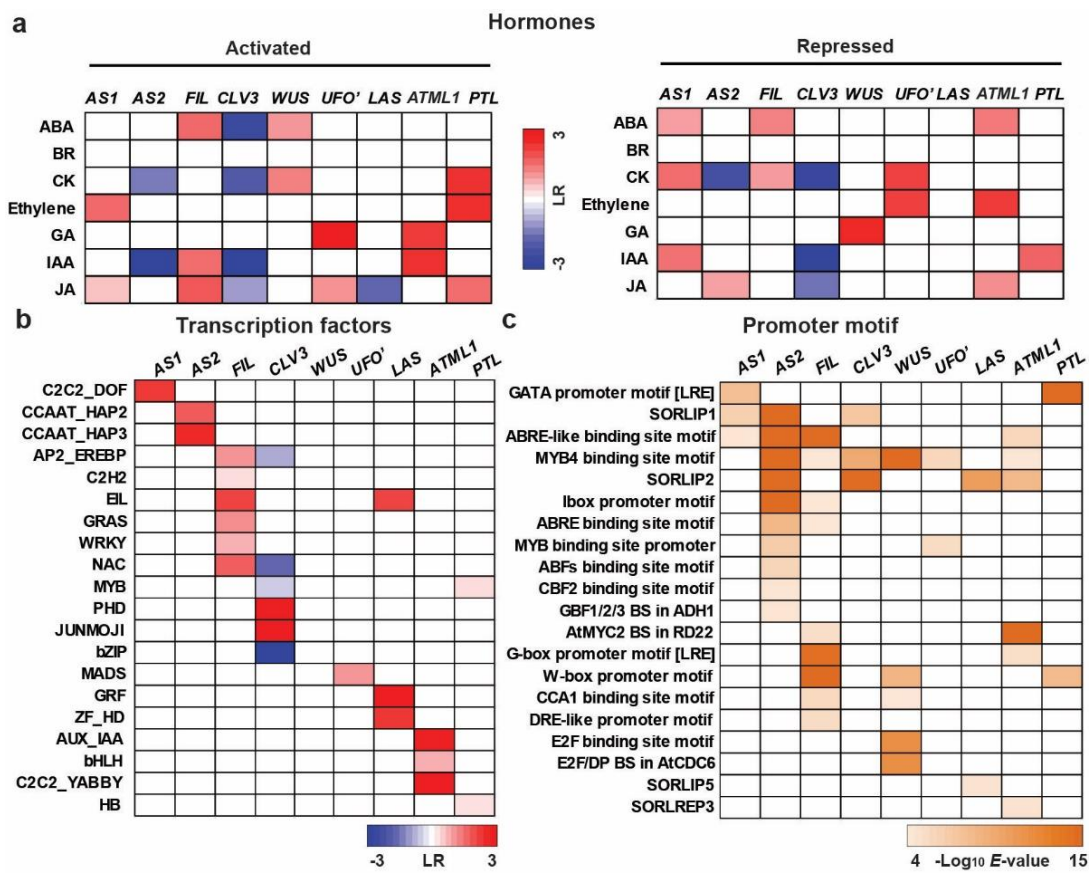 a
Hormones
Activated
Repressed
AS1 AS2 FIL CLV3 WUS UFO' LAS ATML1 PTL
ABA
BR
CK
Ethylene
GA
IAA
JA
3
LR
-3
AS1 AS2 FIL CLV3 WUS UFO' LAS ATML1 PTL
ABA
BR
CK
Ethylene
GA
IAA
JA
b
Transcription factors
AS1 AS2 FIL CLV3 WUS UFO' LAS ATML1 PTL
C2C2_DOF
CCAAT_HAP2
CCAAT_HAP3
AP2_EREBP
C2H2
EIL
GRAS
WRKY
NAC
MYB
PHD
JUNMOJI
bZIP
MADS
GRF
ZF_HD
AUX_IAA
bHLH
C2C2_YABBY
HB
-3 LR 3
c
Promoter motif
AS1 AS2 FIL CLV3 WUS UFO' LAS ATML1 PTL
GATA promoter motif [LRE]
SORLIP1
ABRE-like binding site motif
MYB4 binding site motif
SORLIP2
Ibox promoter motif
ABRE binding site motif
MYB binding site promoter
ABFs binding site motif
CBF2 binding site motif
GBF1/2/3 BS in ADH1
AtMYC2 BS in RD22
G-box promoter motif [LRE]
W-box promoter motif
CCA1 binding site motif
DRE-like promoter motif
E2F binding site motif
E2F/DP BS in AtCDC6
SORLIP5
SORLREP3
4 -Log10 E-value 15